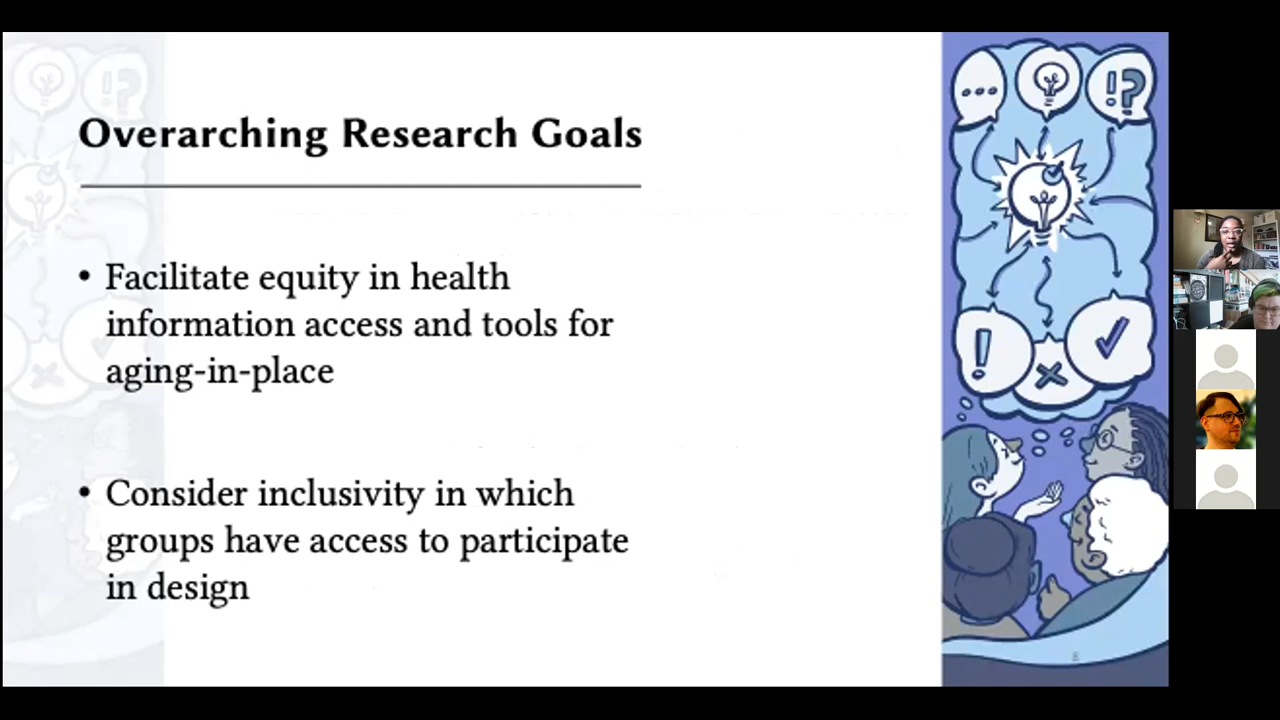 Overarching Research Goals
• Facilitate equity in health
information access and tools for
aging-in-place
• Consider inclusivity in which
groups have access to participate
in design
... !?
!
8